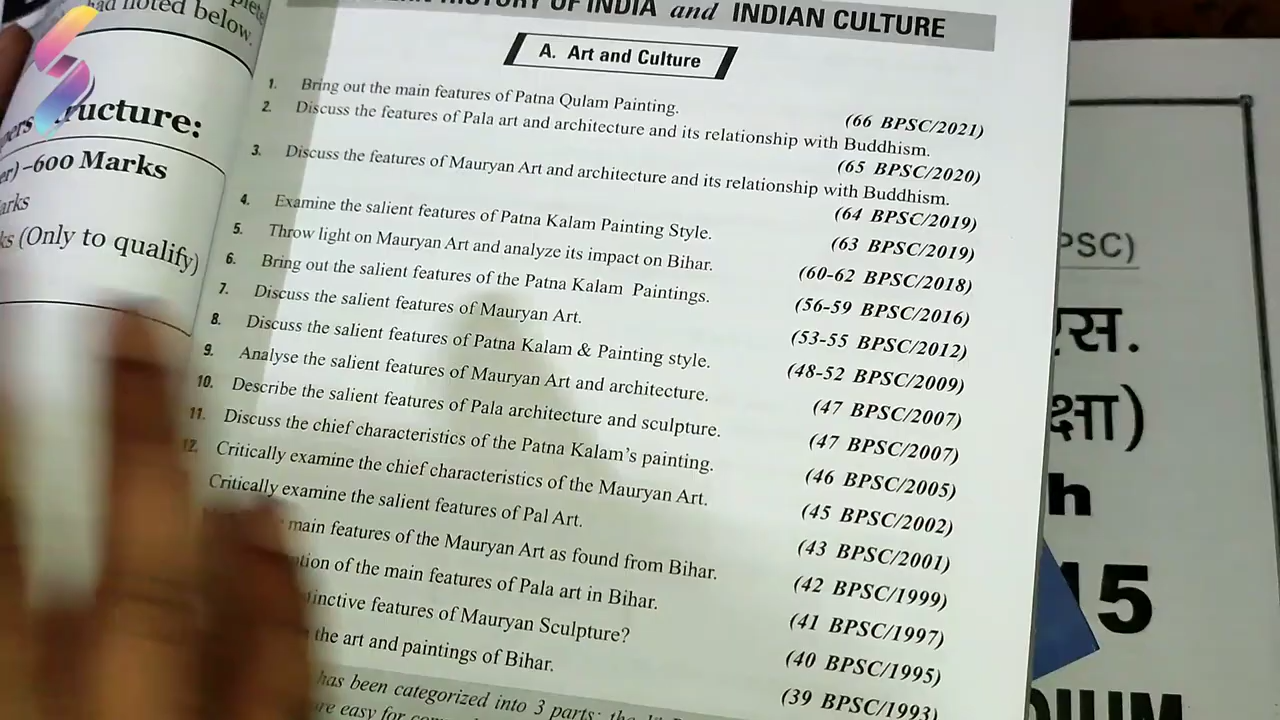 had noted below.
ructure:
–600 Marks
arks
(Only to qualify)
HISTORY OF INDIA and INDIAN CULTURE
A. Art and Culture
1. Bring out the main features of Patna Qulam Painting. (66 BPSC/2021)
2. Discuss the features of Pala art and architecture and its relationship with Buddhism.
(65 BPSC/2020)
3. Discuss the features of Mauryan Art and architecture and its relationship with Buddhism.
(64 BPSC/2019)
4. Examine the salient features of Patna Kalam Painting Style. (63 BPSC/2019)
5. Throw light on Mauryan Art and analyze its impact on Bihar. (60-62 BPSC/2018)
6. Bring out the salient features of the Patna Kalam Paintings. (56-59 BPSC/2016)
7. Discuss the salient features of Mauryan Art. (53-55 BPSC/2012)
8. Discuss the salient features of Patna Kalam & Painting style. (48-52 BPSC/2009)
9. Analyse the salient features of Mauryan Art and architecture. (47 BPSC/2007)
10. Describe the salient features of Pala architecture and sculpture. (47 BPSC/2007)
11. Discuss the chief characteristics of the Patna Kalam's painting. (46 BPSC/2005)
12. Critically examine the chief characteristics of the Mauryan Art. (45 BPSC/2002)
Critically examine the salient features of Pal Art. (43 BPSC/2001)
main features of the Mauryan Art as found from Bihar. (42 BPSC/1999)
of the main features of Pala art in Bihar. (41 BPSC/1997)
features of Mauryan Sculpture? (40 BPSC/1995)
the art and paintings of Bihar. (39 BPSC/1993)
has been categorized into 3 parts:
PSC)
एस.
क्षा)
h
15
DIUM